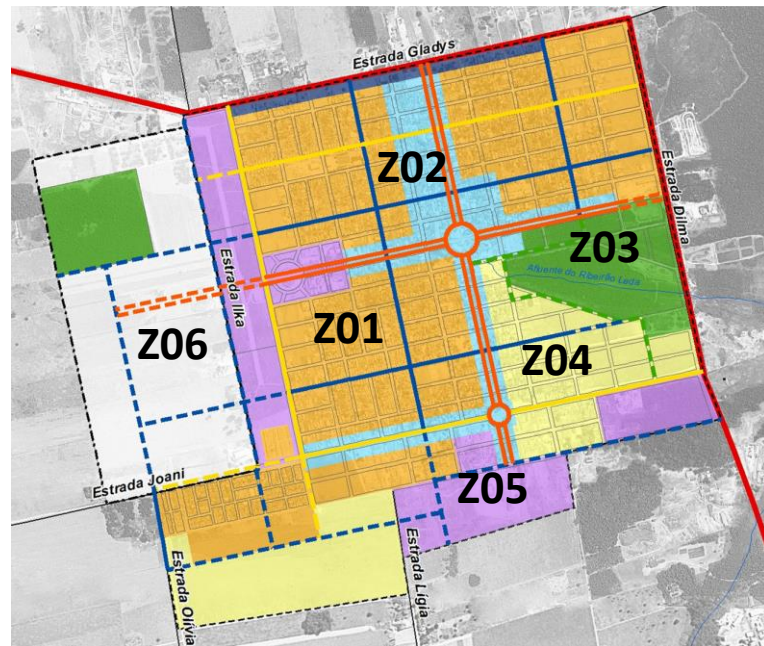 Estrada Gladys
Z02
Estrada Dilma
Z03
Afluente do Ribeirão Leda
Estrada Ilka
Z01
Z06
Z04
Estrada Joani
Z05
Estrada Olívia
Estrada Lígia